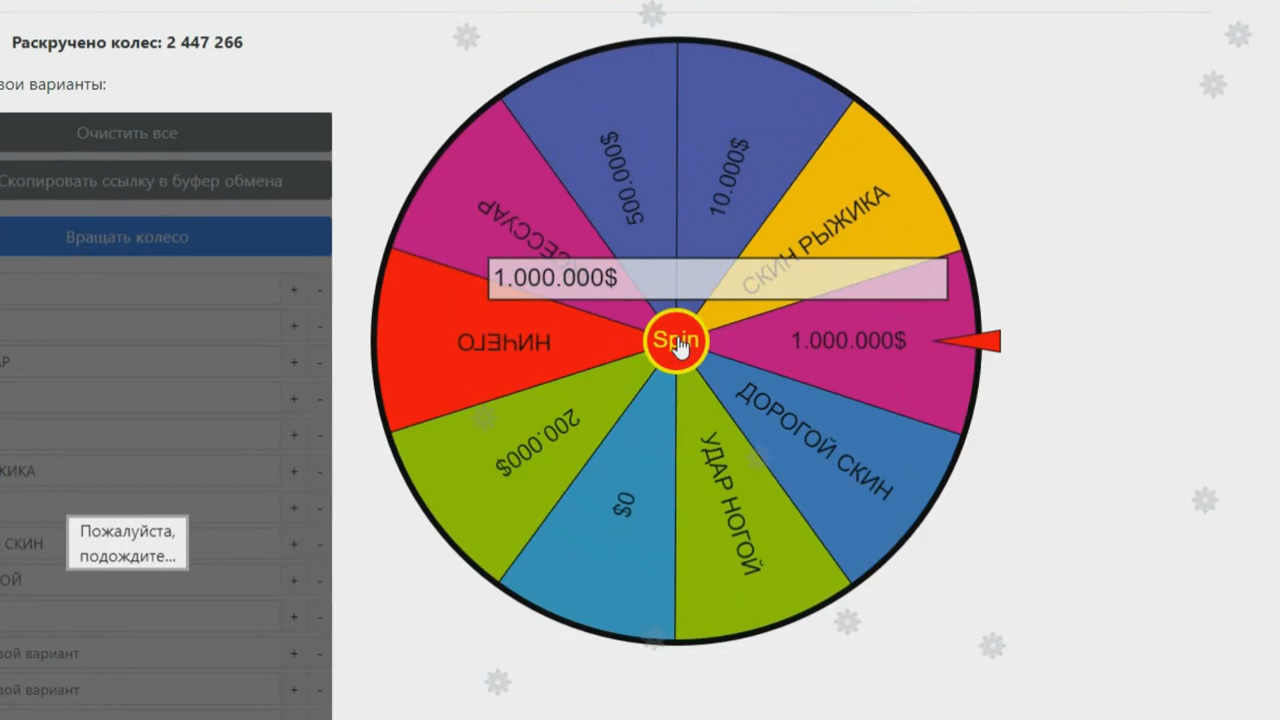 Раскручено колес: 2 447 266
вои варианты:
Очистить все
Скопировать ссылку в буфер обмена
Вращать колесо
+ -
+ -
АР + -
+ -
+ -
ЖИКА + -
+ -
СКИН + -
ОЙ + -
+ -
вой вариант + -
вой вариант + -
Пожалуйста,
подождите...
500.000$
10.000$
СКИН РЫЖИКА
1.000.000$
ДОРОГОЙ СКИН
УДАР НОГОЙ
0$
200.000$
НИЧЕГО
ССЕССУАР
1.000.000$
Spin